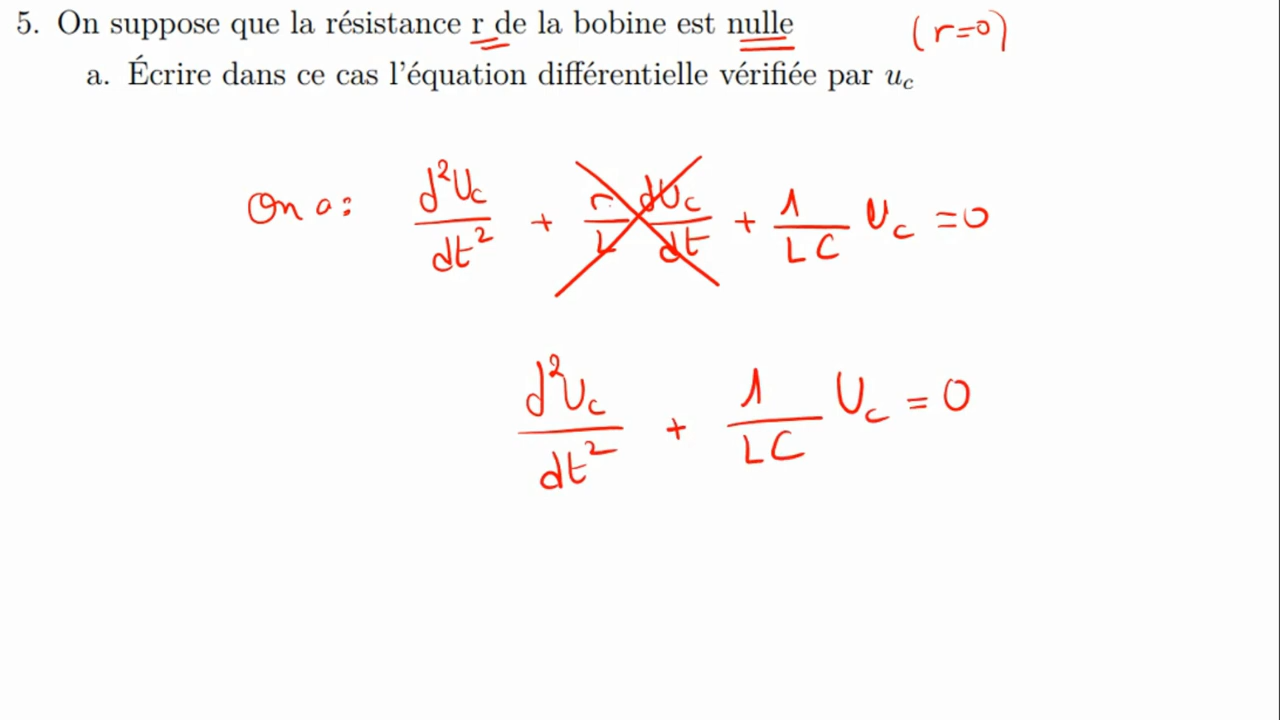 5. On suppose que la résistance r de la bobine est nulle (r=0)
a. Écrire dans ce cas l'équation différentielle vérifiée par u_c
On a : d²U_c/dt² + r/L dU_c/dt + 1/LC U_c = 0
d²U_c/dt² + 1/LC U_c = 0